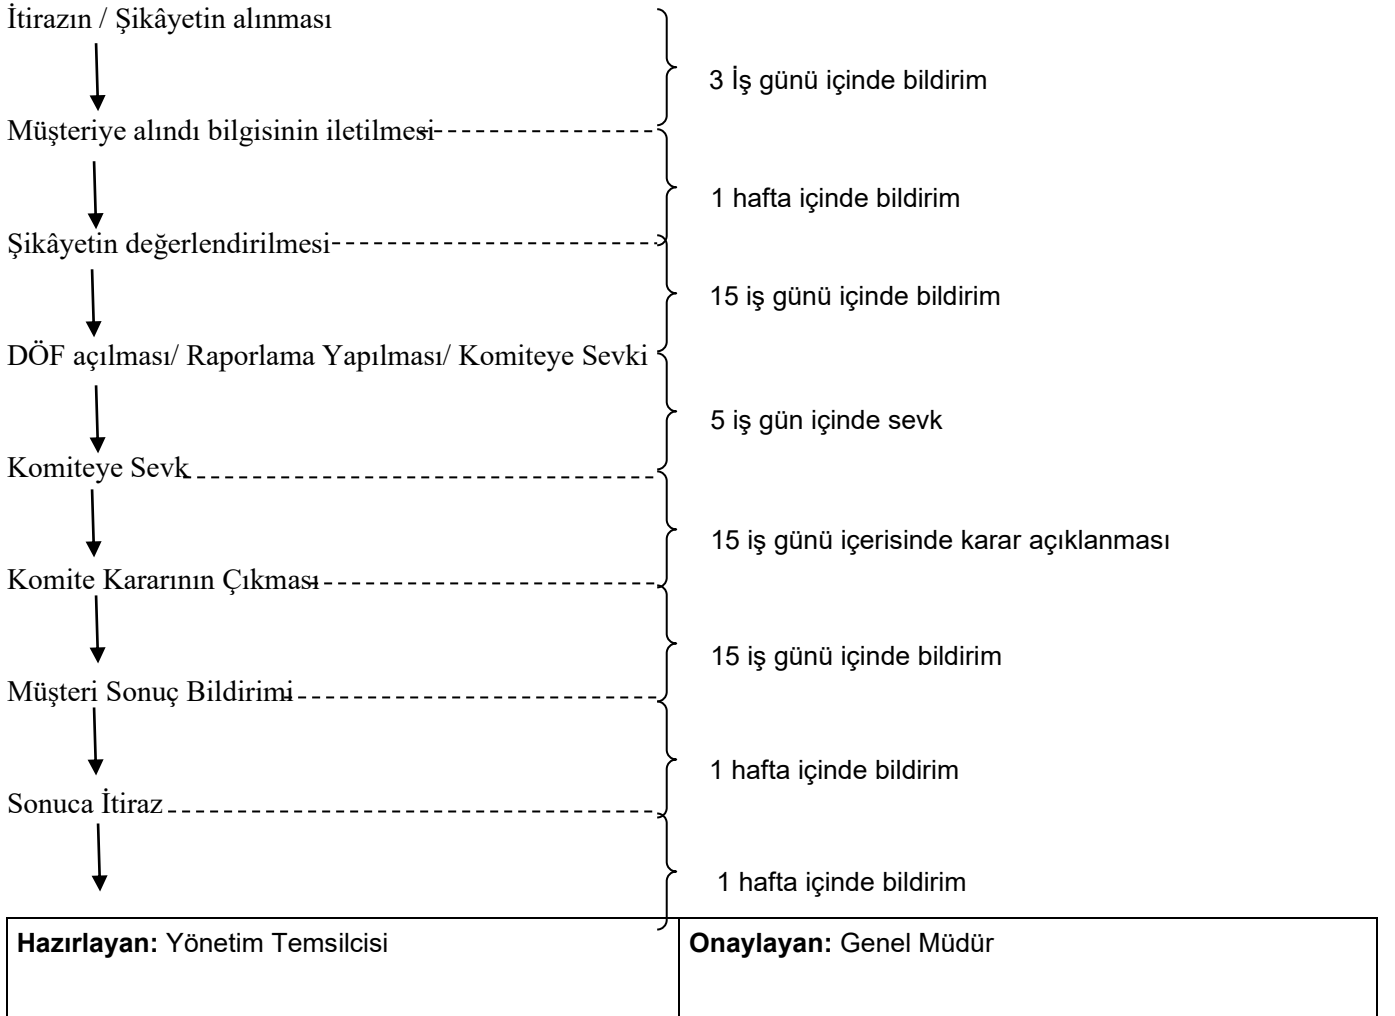 İtirazın / Şikâyetin alınması
3 İş günü içinde bildirim
Müşteriye alındı bilgisinin iletilmesi
1 hafta içinde bildirim
Şikâyetin değerlendirilmesi
15 iş günü içinde bildirim
DÖF açılması/ Raporlama Yapılması/ Komiteye Sevki
5 iş gün içinde sevk
Komiteye Sevk
15 iş günü içerisinde karar açıklanması
Komite Kararının Çıkması
15 iş günü içinde bildirim
Müşteri Sonuç Bildirimi
1 hafta içinde bildirim
Sonuca İtiraz
1 hafta içinde bildirim
Hazırlayan: Yönetim Temsilcisi
Onaylayan: Genel Müdür